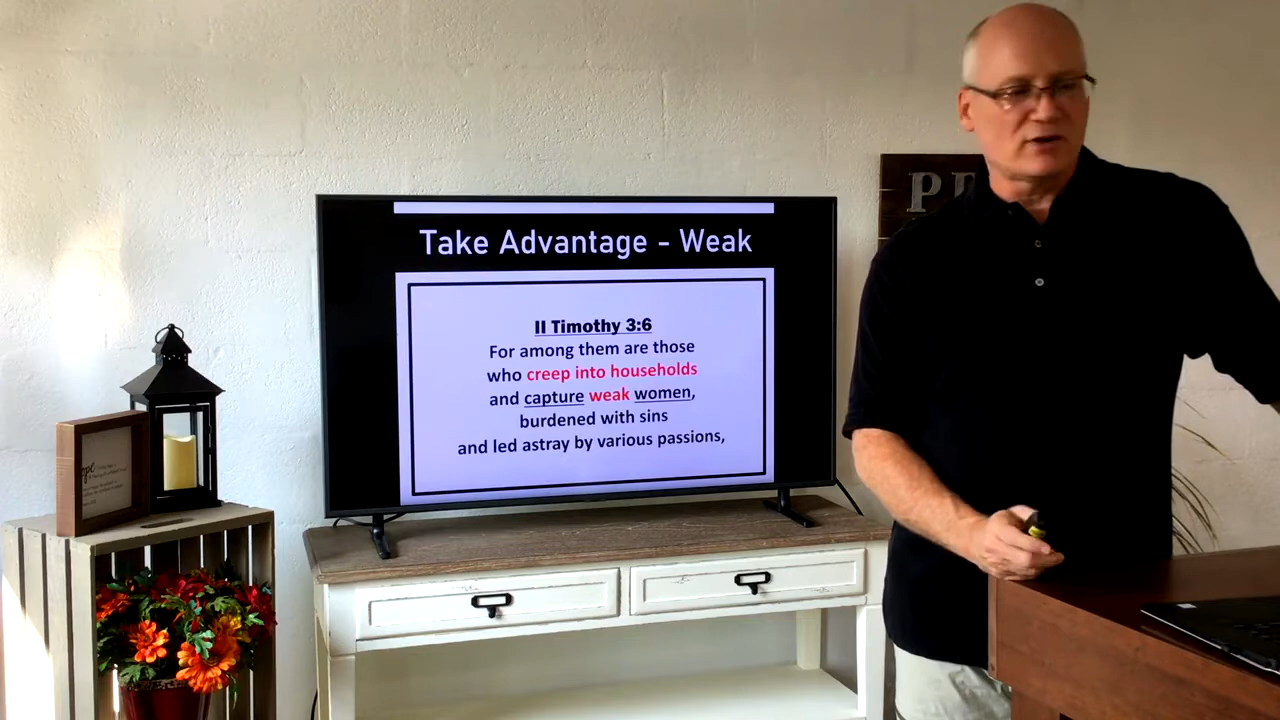 Take Advantage - Weak
II Timothy 3:6
For among them are those
who creep into households
and capture weak women,
burdened with sins
and led astray by various passions,